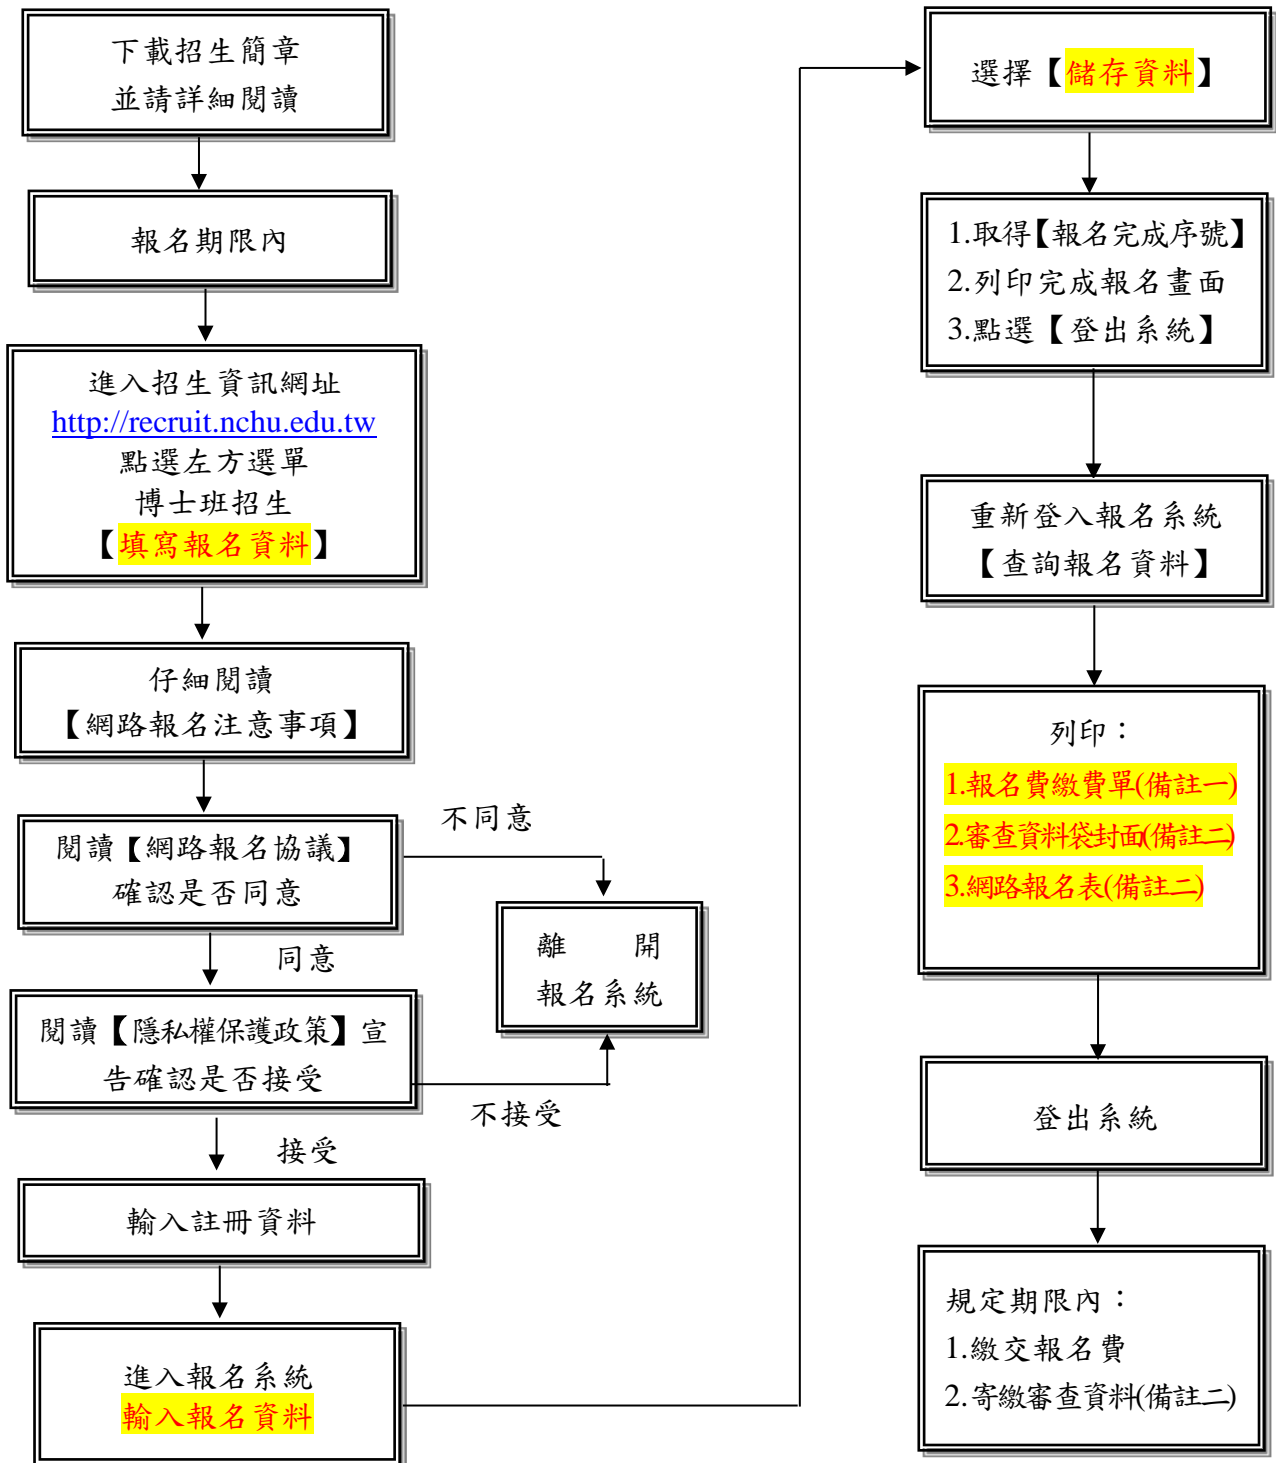 下載招生簡章
並請詳細閱讀
報名期限內
進入招生資訊網址
http://recruit.nchu.edu.tw
點選左方選單
博士班招生
【填寫報名資料】
仔細閱讀
【網路報名注意事項】
閱讀【網路報名協議】
確認是否同意
不同意
同意
離　　開
報名系統
閱讀【隱私權保護政策】宣
告確認是否接受
不接受
接受
輸入註冊資料
進入報名系統
輸入報名資料
選擇【儲存資料】
1.取得【報名完成序號】
2.列印完成報名畫面
3.點選【登出系統】
重新登入報名系統
【查詢報名資料】
列印：
1.報名費繳費單(備註一)
2.審查資料袋封面(備註二)
3.網路報名表(備註二)
登出系統
規定期限內：
1.繳交報名費
2.寄繳審查資料(備註二)